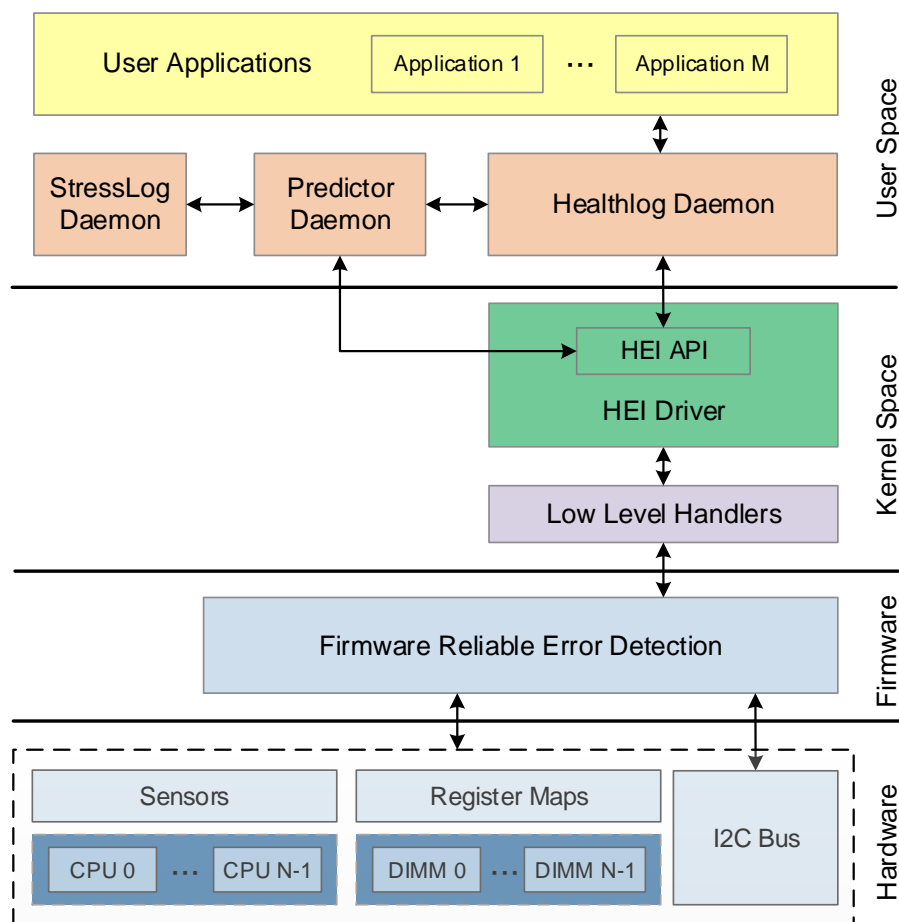 User Applications
Application 1
...
Application M
User Space
StressLog
Daemon
Predictor
Daemon
Healthlog Daemon
HEI API
HEI Driver
Kernel Space
Low Level Handlers
Firmware Reliable Error Detection
Firmware
Sensors
Register Maps
I2C Bus
Hardware
CPU 0
...
CPU N-1
DIMM 0
...
DIMM N-1